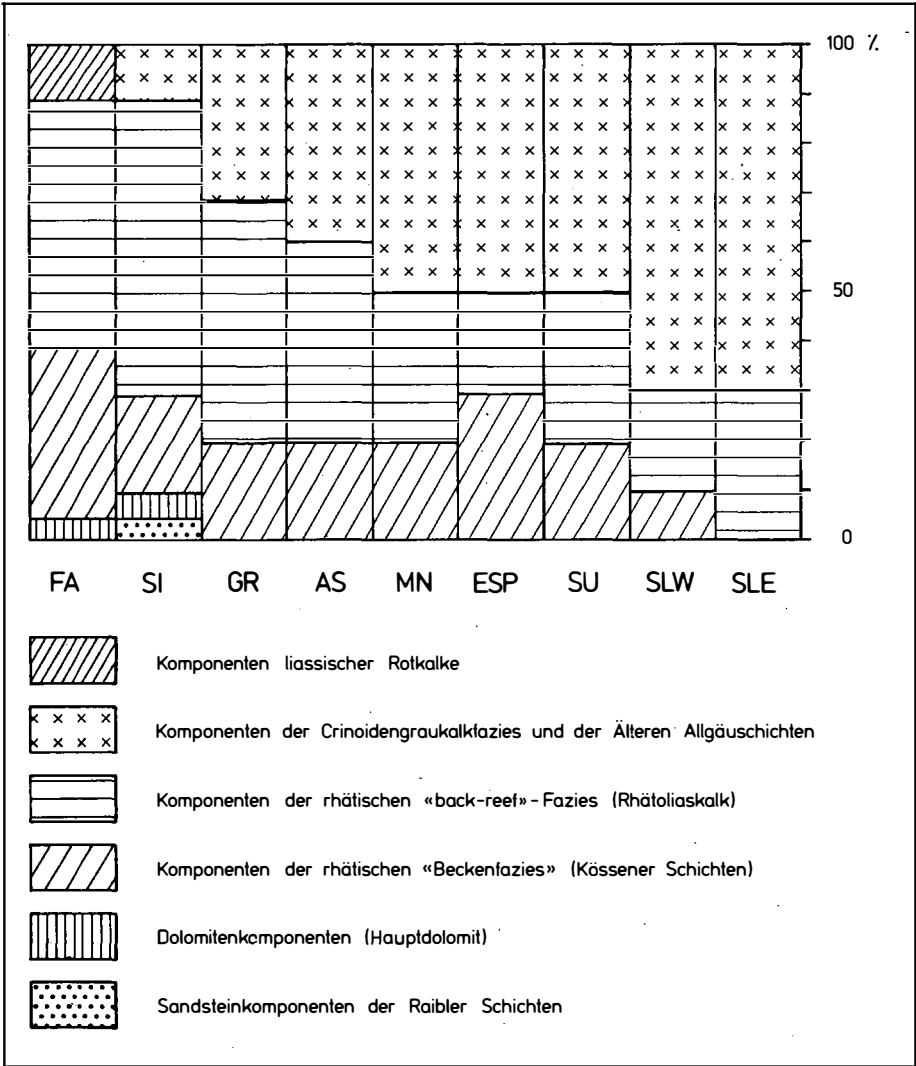 100 %
50
0
FA SI GR AS MN ESP SU SLW SLE
Komponenten liassischer Rotkalke
Komponenten der Crinoidengraukalkfazies und der Älteren Allgäuschichten
Komponenten der rhätischen «back-reef»-Fazies (Rhätoliaskalk)
Komponenten der rhätischen «Beckenfazies» (Kössener Schichten)
Dolomitenkomponenten (Hauptdolomit)
Sandsteinkomponenten der Raibler Schichten